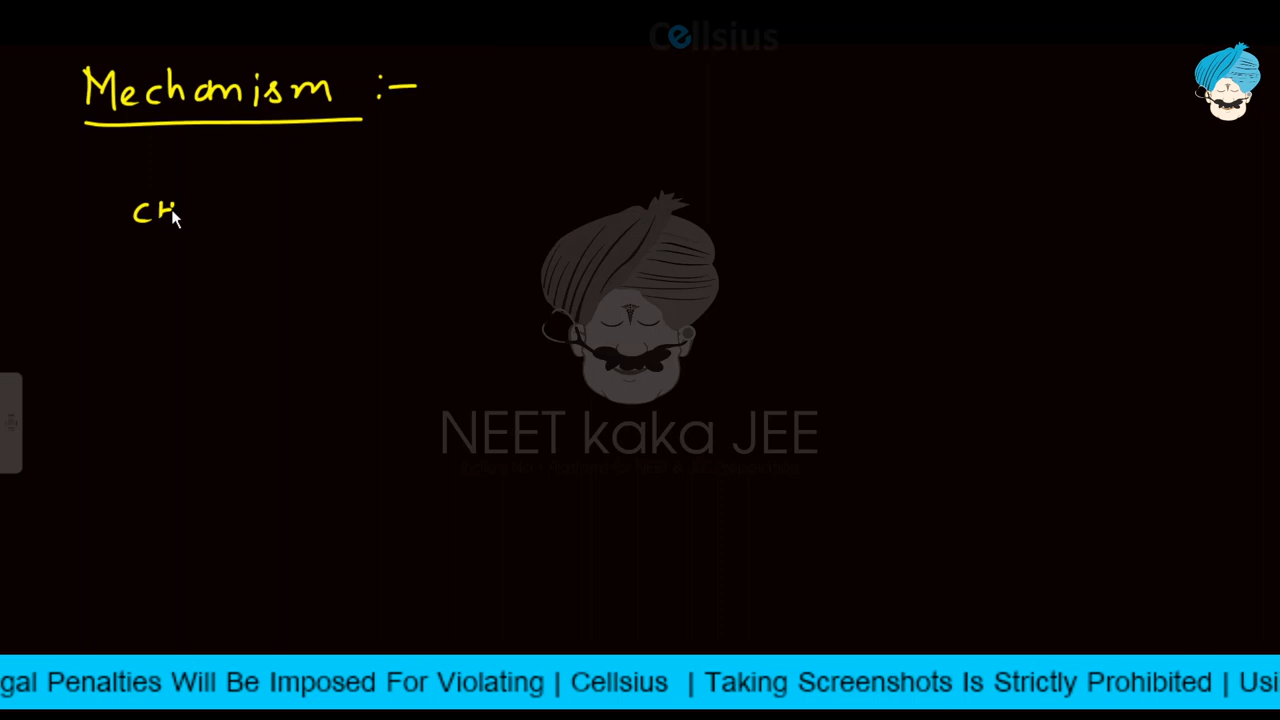 Cellsius
Mechanism :-
CH
NEET kaka JEE
gal Penalties Will Be Imposed For Violating | Cellsius | Taking Screenshots Is Strictly Prohibited | Usi